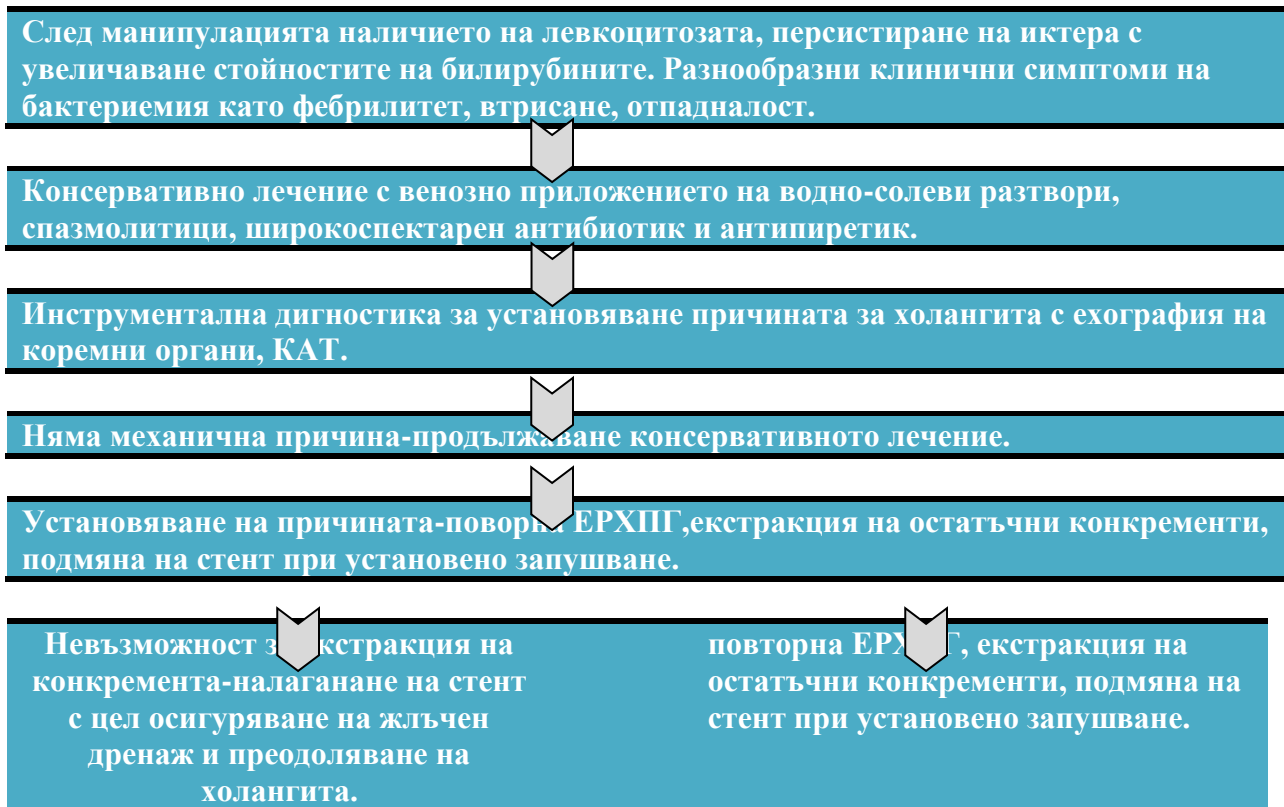 След манипулацията наличието на левкоцитозата, персистиране на иктера с
увеличаване стойностите на билирубините. Разнообразни клинични симптоми на
бактериемия като фебрилитет, втрисане, отпадналост.
Консервативно лечение с венозно приложението на водно-солеви разтвори,
спазмолитици, широкоспектарен антибиотик и антипиретик.
Инструментална дигностика за установяване причината за холангита с ехография на
коремни органи, КАТ.
Няма механична причина-продължаване консервативното лечение.
Установяване на причината-поворна ЕРХПГ,екстракция на остатъчни конкременти,
подмяна на стент при установено запушване.
Невъзможност за екстракция на
конкремента-налаганане на стент
с цел осигуряване на жлъчен
дренаж и преодоляване на
холангита.
повторна ЕРХПГ, екстракция на
остатъчни конкременти, подмяна на
стент при установено запушване.